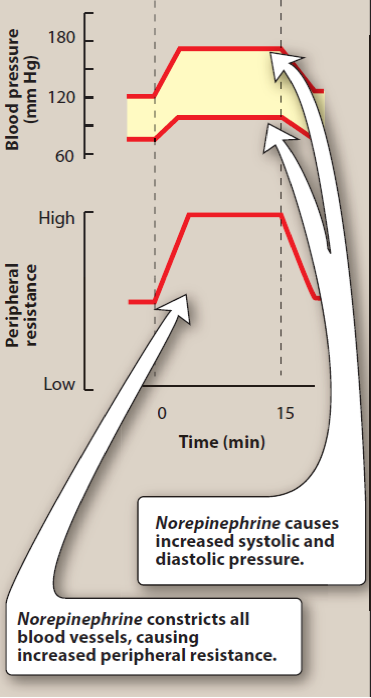 Blood pressure
(mm Hg)
180
120
60
Peripheral
resistance
High
Low
0
15
Time (min)
Norepinephrine causes
increased systolic and
diastolic pressure.
Norepinephrine constricts all
blood vessels, causing
increased peripheral resistance.